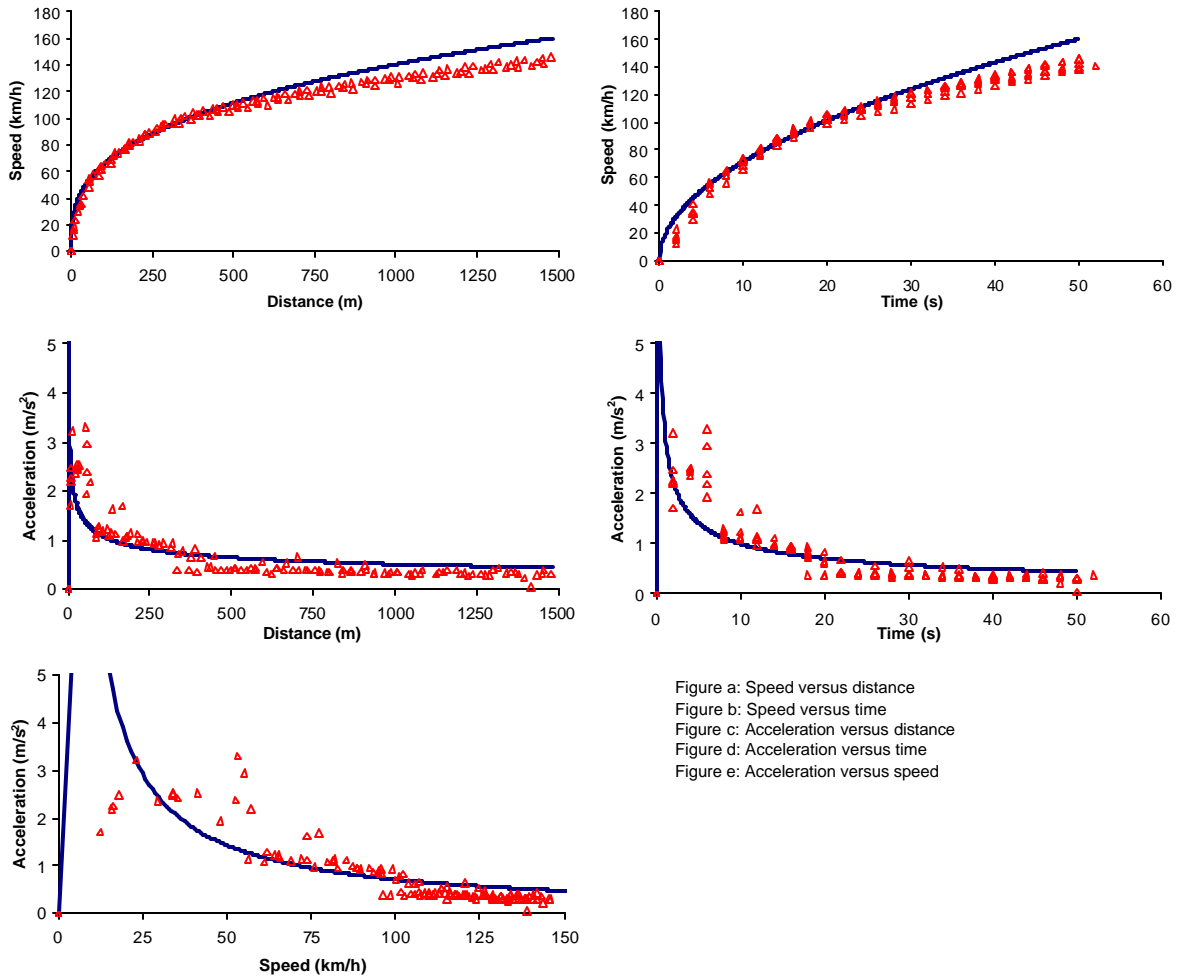 180
160
140
120
100
80
60
40
20
0
Speed (km/h)
0 250 500 750 1000 1250 1500
Distance (m)
180
160
140
120
100
80
60
40
20
0
Speed (km/h)
0 10 20 30 40 50 60
Time (s)
5
4
3
2
1
0
Acceleration (m/s²)
0 250 500 750 1000 1250 1500
Distance (m)
5
4
3
2
1
0
Acceleration (m/s²)
0 10 20 30 40 50 60
Time (s)
5
4
3
2
1
0
Acceleration (m/s²)
0 25 50 75 100 125 150
Speed (km/h)
Figure a: Speed versus distance
Figure b: Speed versus time
Figure c: Acceleration versus distance
Figure d: Acceleration versus time
Figure e: Acceleration versus speed